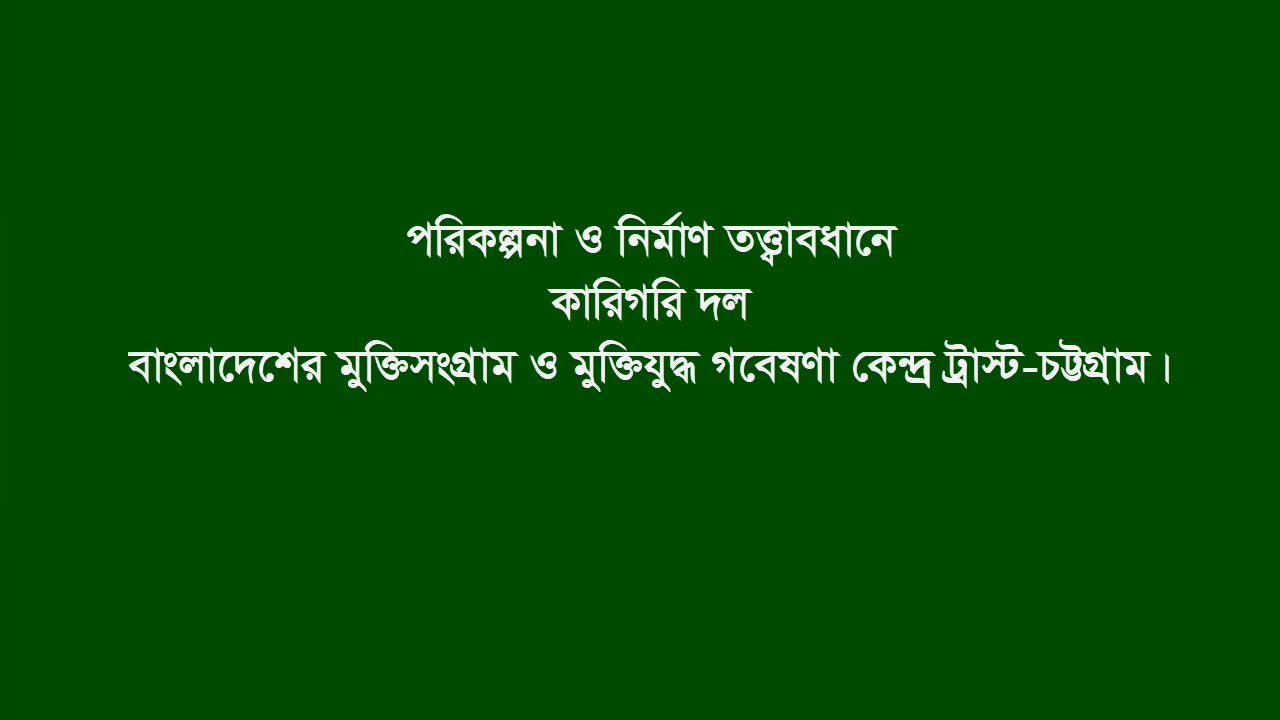 পরিকল্পনা ও নির্মাণ তত্ত্বাবধানে
কারিগরি দল
বাংলাদেশের মুক্তিসংগ্রাম ও মুক্তিযুদ্ধ গবেষণা কেন্দ্র ট্রাস্ট-চট্টগ্রাম।